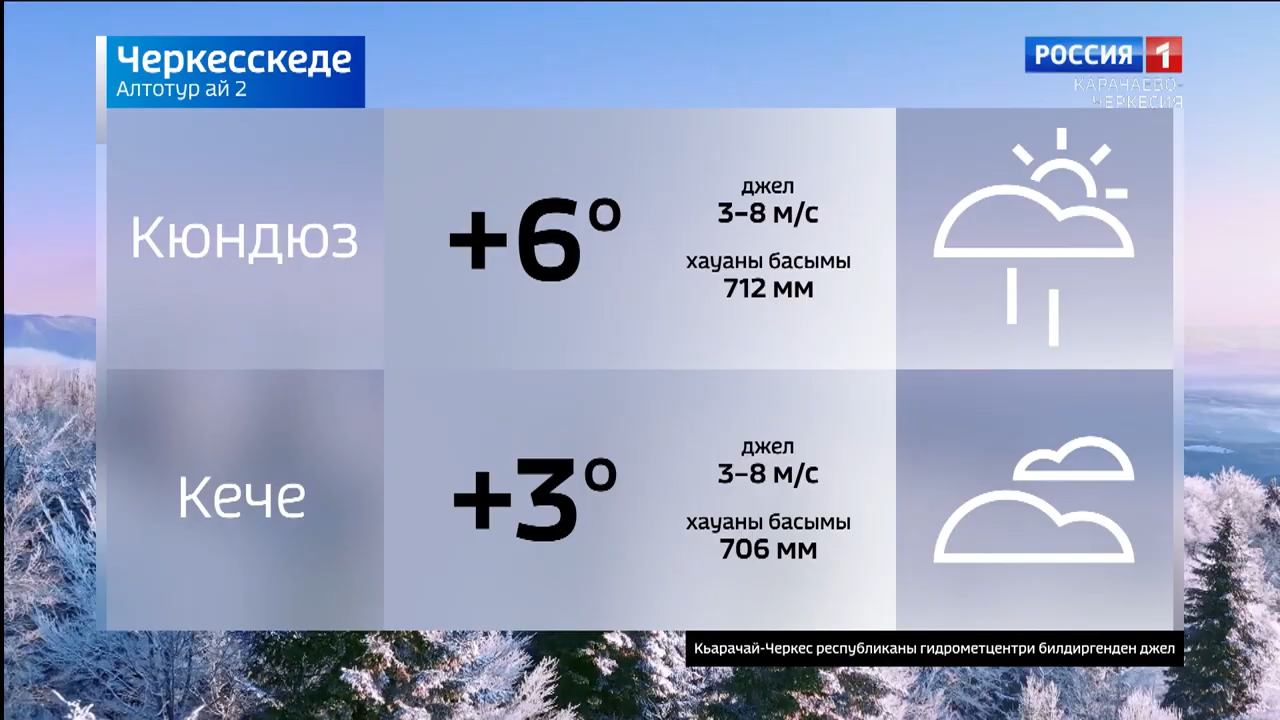 Черкесскеде
Алтотур ай 2
РОССИЯ 1
КАРАЧАЕВО-
ЧЕРКЕСИЯ
Кюндюз
+6°
джел
3-8 м/с
хауаны басымы
712 мм
Кече
+3°
джел
3-8 м/с
хауаны басымы
706 мм
Кьарачай-Черкес республиканы гидрометцентри билдиргенден джел